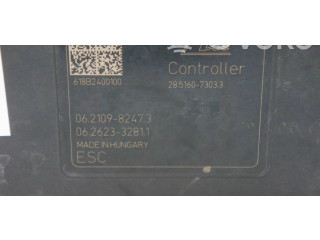 618B2400100
Controller
28.5160-7303.3
06.2109-8247.3
06.2623-3281.1
MADE IN HUNGARY
ESC